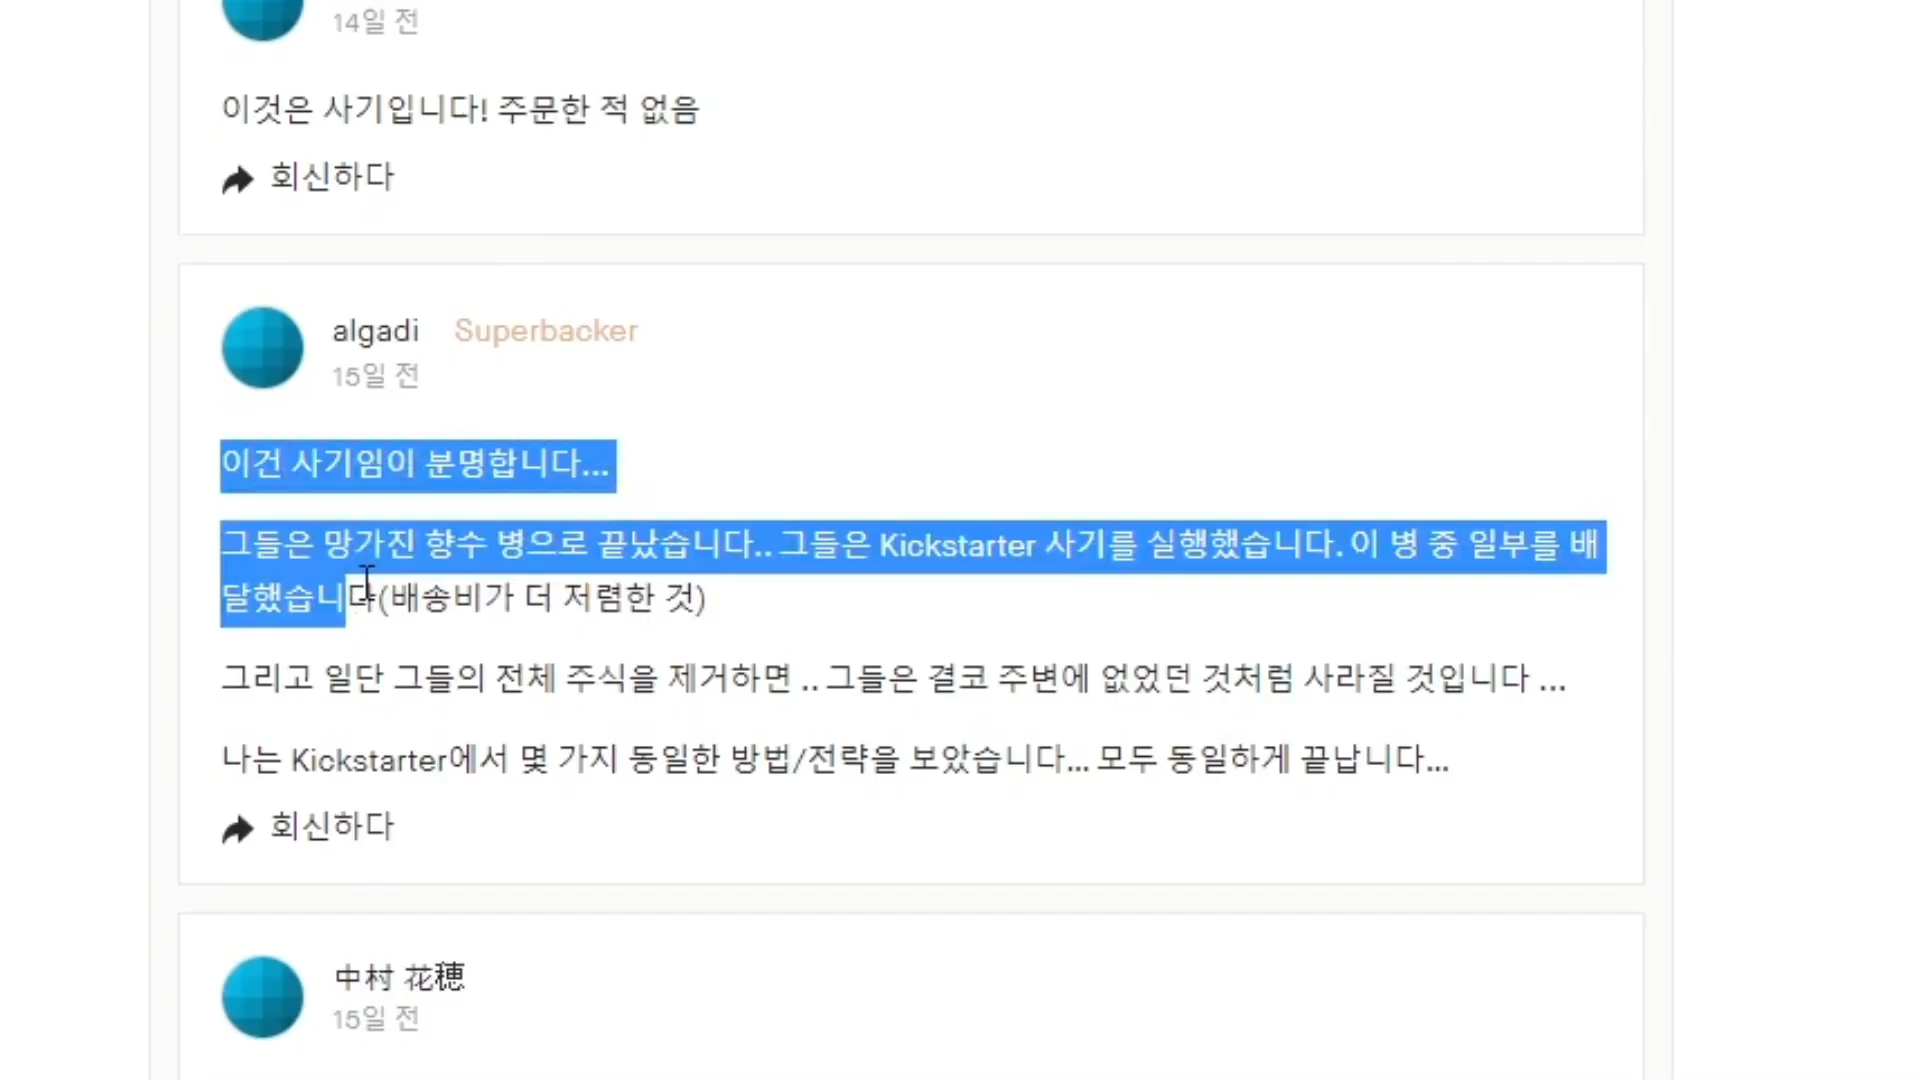 14일 전
이것은 사기입니다! 주문한 적 없음
회신하다
algadi Superbacker
15일 전
이건 사기임이 분명합니다...
그들은 망가진 향수 병으로 끝났습니다.. 그들은 Kickstarter 사기를 실행했습니다. 이 병 중 일부를 배
달했습니다(배송비가 더 저렴한 것)
그리고 일단 그들의 전체 주식을 제거하면 .. 그들은 결코 주변에 없었던 것처럼 사라질 것입니다 ...
나는 Kickstarter에서 몇 가지 동일한 방법/전략을 보았습니다... 모두 동일하게 끝납니다...
회신하다
中村 花穂
15일 전